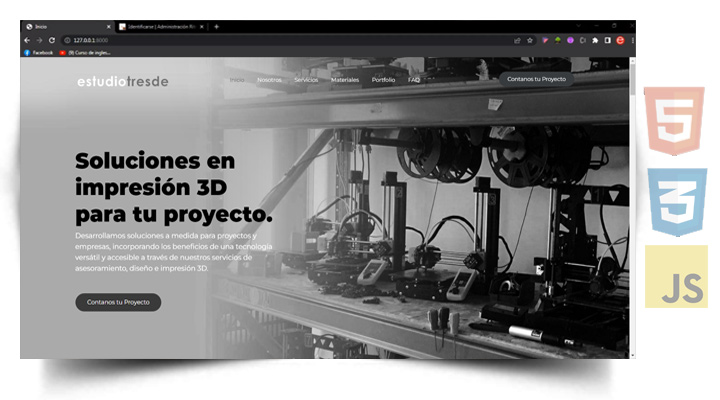 Inicio
Identificarse | Administración
127.0.0.1:8000
Facebook
(9) Curso de ingles...
estudiotresde
Inicio Nosotros Servicios Materiales Portfolio FAQ
Contanos tu Proyecto
Soluciones en
impresión 3D
para tu proyecto.
Desarrollamos soluciones a medida para proyectos y
empresas, incorporando los beneficios de una tecnología
versátil y accesible a través de nuestros servicios de
asesoramiento, diseño e Impresión 3D.
Contanos tu Proyecto
5
3
JS